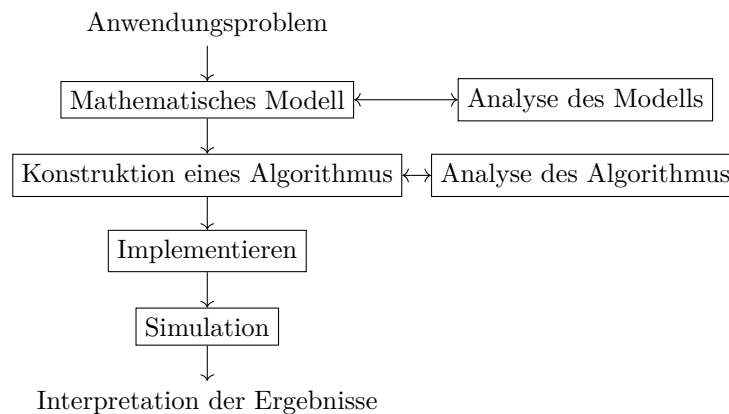 Anwendungsproblem
Mathematisches Modell
Analyse des Modells
Konstruktion eines Algorithmus
Analyse des Algorithmus
Implementieren
Simulation
Interpretation der Ergebnisse